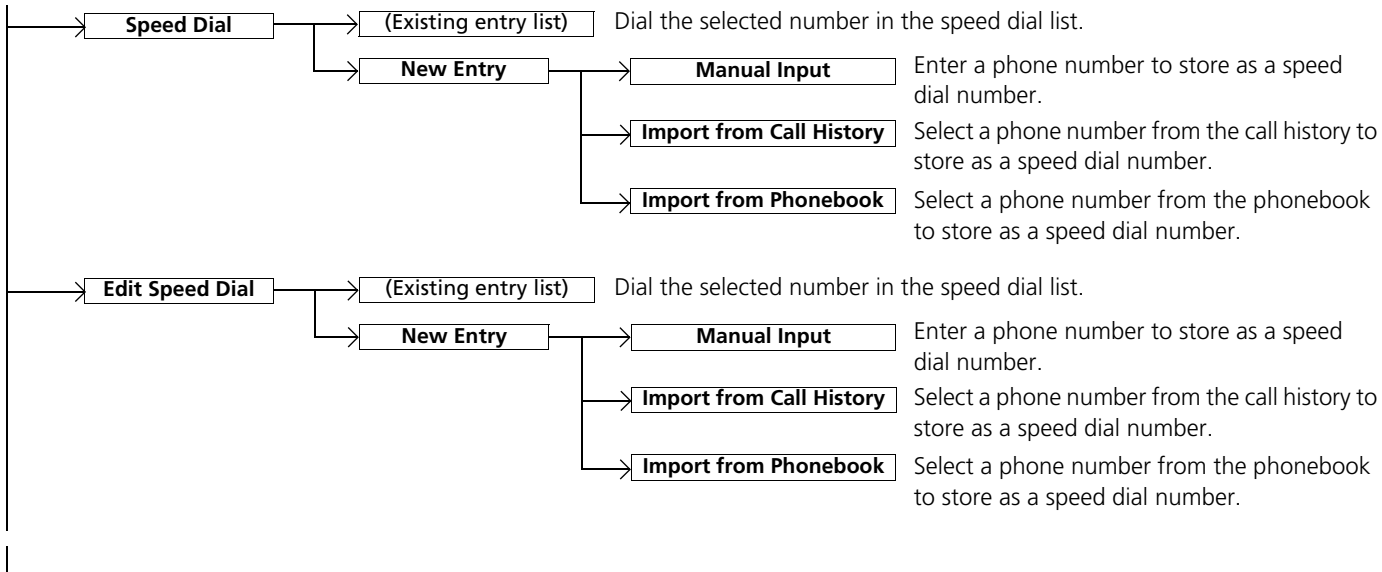 Speed Dial
(Existing entry list)
Dial the selected number in the speed dial list.
New Entry
Manual Input
Enter a phone number to store as a speed
dial number.
Import from Call History
Select a phone number from the call history to
store as a speed dial number.
Import from Phonebook
Select a phone number from the phonebook
to store as a speed dial number.
Edit Speed Dial
(Existing entry list)
Dial the selected number in the speed dial list.
New Entry
Manual Input
Enter a phone number to store as a speed
dial number.
Import from Call History
Select a phone number from the call history to
store as a speed dial number.
Import from Phonebook
Select a phone number from the phonebook
to store as a speed dial number.